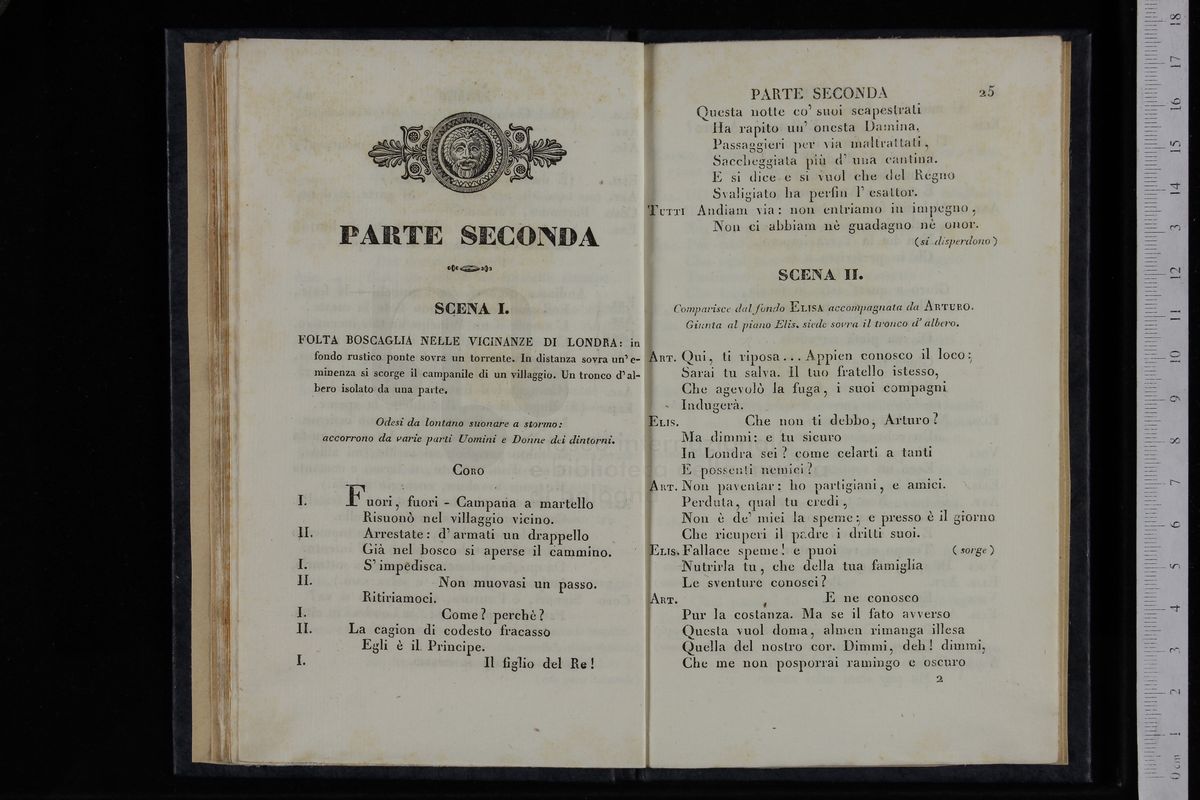 PARTE SECONDA
SCENA I.
FOLTA BOSCAGLIA NELLE VICINANZE DI LONDRA: in
fondo rustico ponte sovra un torrente. In distanza sovra un' e-
minenza si scorge il campanile di un villaggio. Un tronco d'al-
bero isolato da una parte.
Odesi da lontano suonare a stormo:
accorrono da varie parti Uomini e Donne dei dintorni.
CORO
I. Fuori, fuori - Campana a martello
Risuonò nel villaggio vicino.
II. Arrestate: d'armati un drappello
Già nel bosco si aperse il cammino.
I. S'impedisca.
II. Non muovasi un passo.
Ritiriamoci.
I. Come? perchè?
II. La cagion di codesto fracasso
Egli è il Principe.
I. Il figlio del Re!
PARTE SECONDA 25
Questa notte co' suoi scapestrati
Ha rapito un' onesta Damina,
Passaggieri per via maltrattati,
Saccheggiata più d' una cantina.
E si dice e si vuol che del Regno
Svaligiato ha perfin l' esattor.
TUTTI Andiam via: non entriamo in impegno,
Non ci abbiam nè guadagno nè onor.
(si disperdono)
SCENA II.
Comparisce dal fondo ELISA accompagnata da ARTURO.
Giunta al piano Elis. siede sovra il tronco d' albero.
ART. Qui, ti riposa... Appien conosco il loco;
Sarai tu salva. Il tuo fratello istesso,
Che agevolò la fuga, i suoi compagni
Indugerà.
ELIS. Che non ti debbo, Arturo?
Ma dimmi: e tu sicuro
In Londra sei? come celarti a tanti
E possenti nemici?
ART. Non paventar: ho partigiani, e amici.
Perduta, qual tu credi,
Non è de' miei la speme; e presso è il giorno
Che ricuperi il padre i dritti suoi.
ELIS. Fallace speme! e puoi (sorge)
Nutrirla tu, che della tua famiglia
Le sventure conosci?
ART. E ne conosco
Pur la costanza. Ma se il fato avverso
Questa vuol doma, almen rimanga illesa
Quella del nostro cor. Dimmi, deh! dimmi,
Che me non posporrai ramingo e oscuro
2